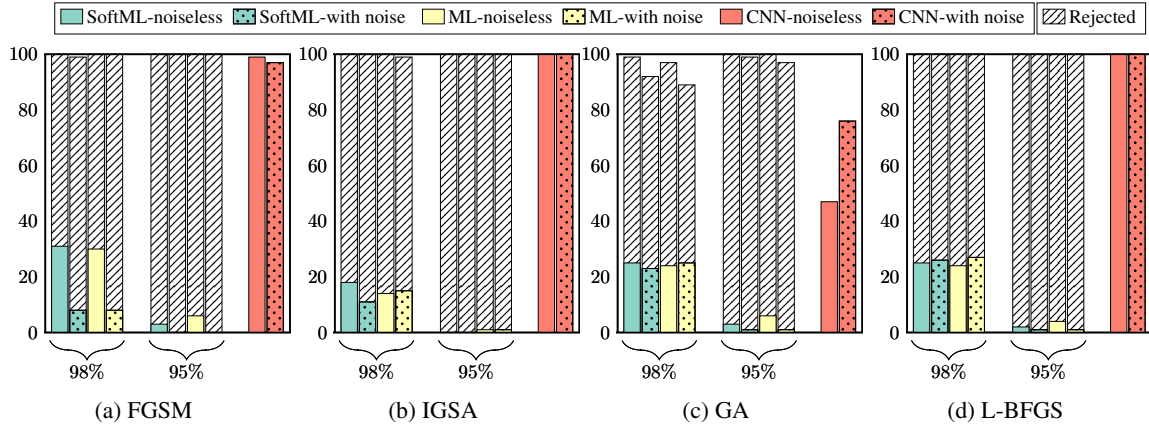 SoftML-noiseless SoftML-with noise ML-noiseless ML-with noise CNN-noiseless CNN-with noise Rejected
100 100 100 100
80 80 80 80
60 60 60 60
40 40 40 40
20 20 20 20
0 0 0 0
98% 95% 98% 95% 98% 95% 98% 95%
(a) FGSM (b) IGSA (c) GA (d) L-BFGS